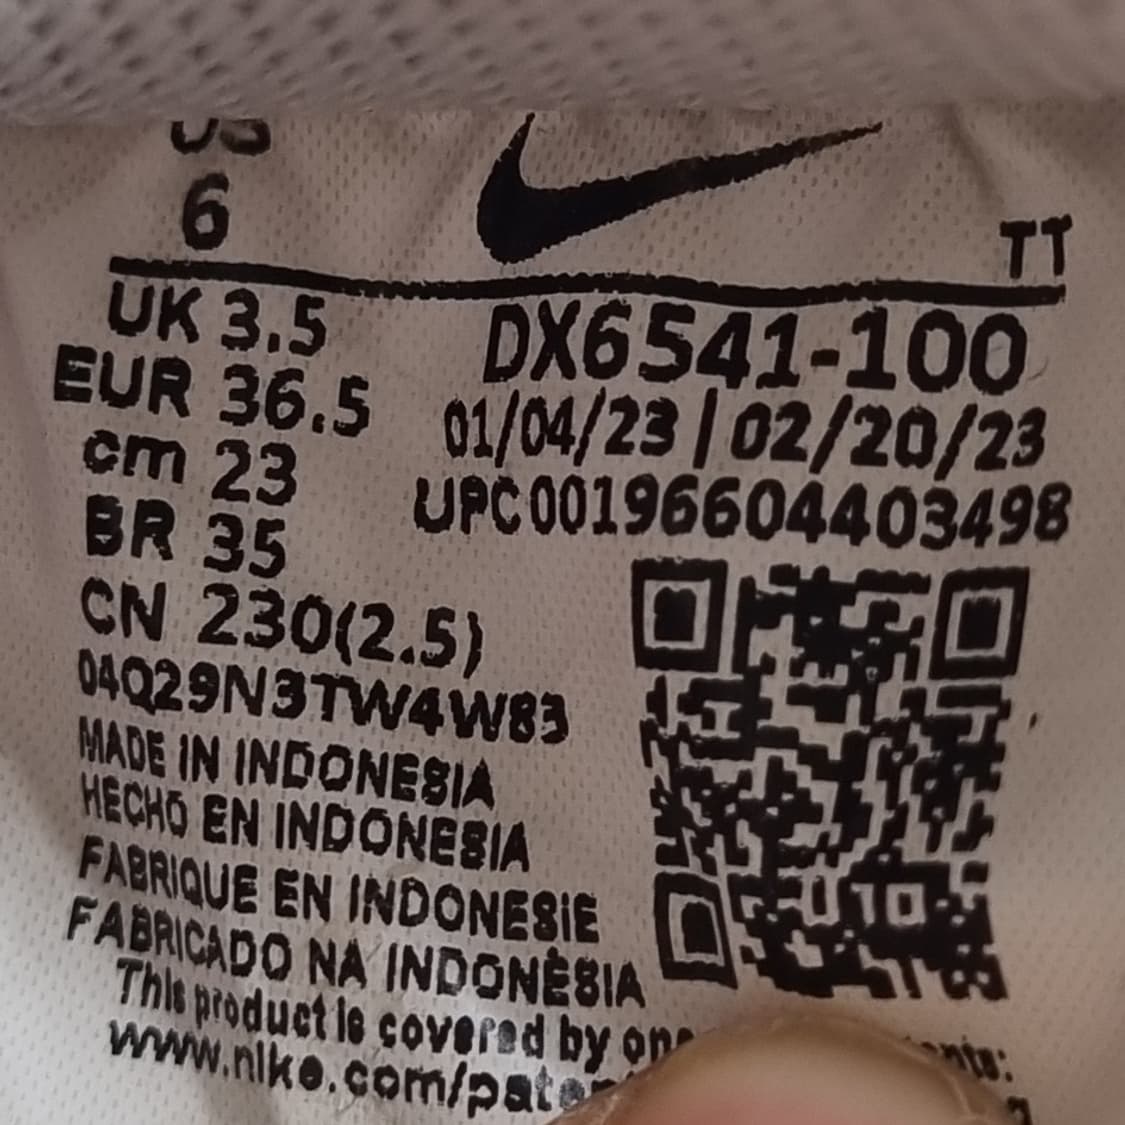 US
6
TT
UK 3.5
DX6541-100
EUR 36.5
01/04/23 | 02/20/23
cm 23
UPC 00196604403498
BR 35
CN 230(2.5)
04Q29N3TW4W83
MADE IN INDONESIA
HECHO EN INDONESIA
FABRIQUE EN INDONESIE
FABRICADO NA INDONÉSIA
This product is covered by
www.nike.com/